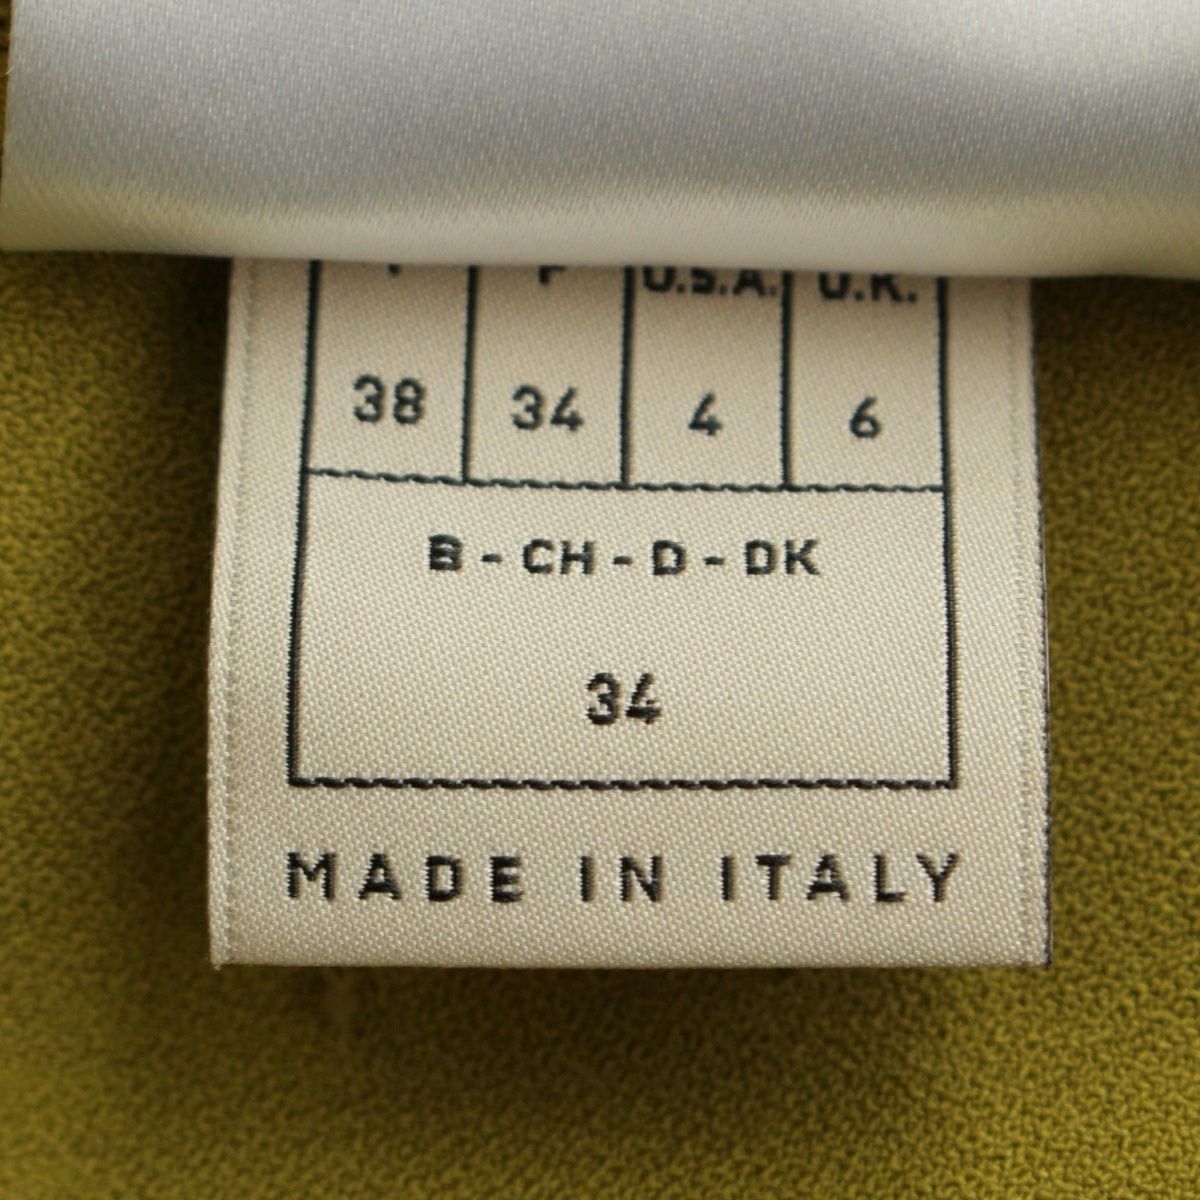 U.S.A. U.K.
38 34 4 6
B - CH - D - DK
34
MADE IN ITALY